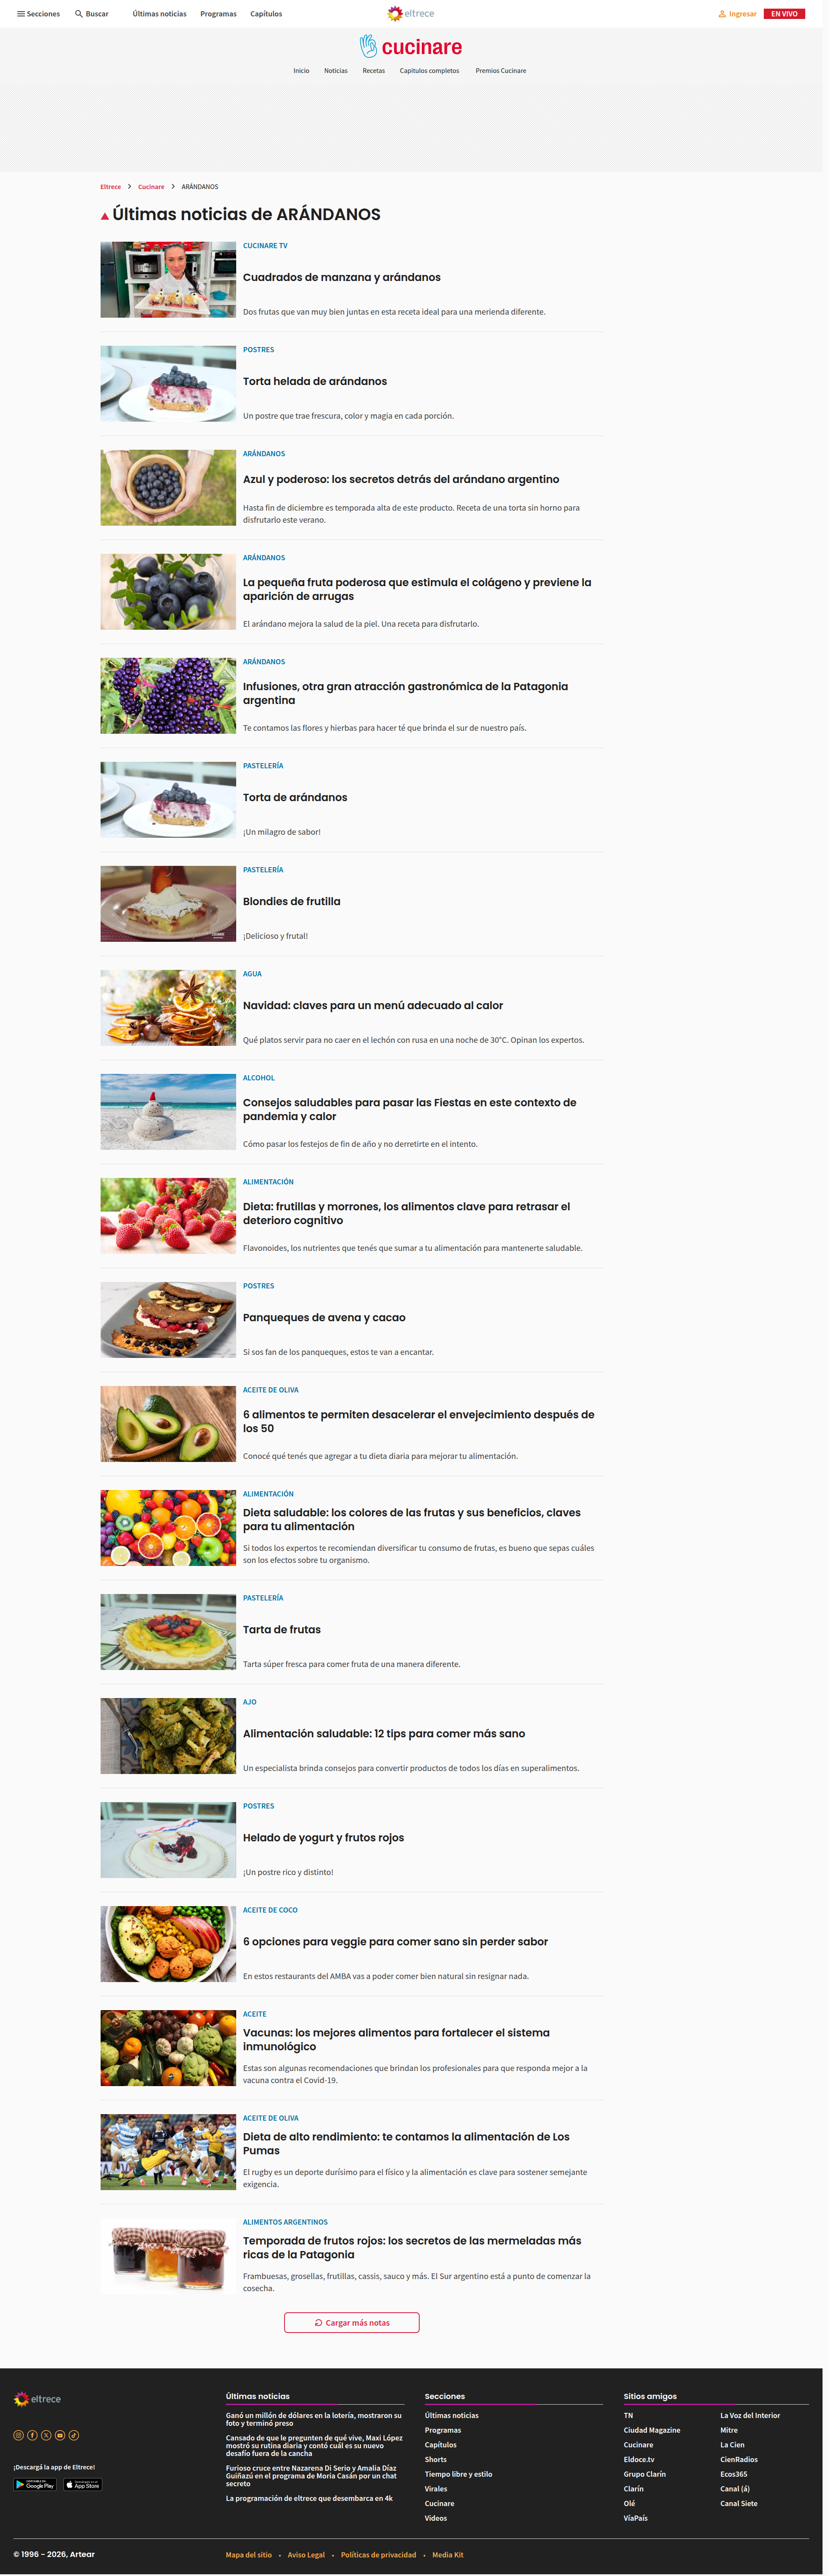 Secciones
Buscar
Últimas noticias
Programas
Capítulos
eltrece
Ingresar
EN VIVO
cucinare
Inicio
Noticias
Recetas
Capítulos completos
Premios Cucinare
Eltrece
Cucinare
ARÁNDANOS
Últimas noticias de ARÁNDANOS
CUCINARE TV
Cuadrados de manzana y arándanos
Dos frutas que van muy bien juntas en esta receta ideal para una merienda diferente.
POSTRES
Torta helada de arándanos
Un postre que trae frescura, color y magia en cada porción.
ARÁNDANOS
Azul y poderoso: los secretos detrás del arándano argentino
Hasta fin de diciembre es temporada alta de este producto. Receta de una torta sin horno para
disfrutarlo este verano.
ARÁNDANOS
La pequeña fruta poderosa que estimula el colágeno y previene la
aparición de arrugas
El arándano mejora la salud de la piel. Una receta para disfrutarlo.
ARÁNDANOS
Infusiones, otra gran atracción gastronómica de la Patagonia
argentina
Te contamos las flores y hierbas para hacer té que brinda el sur de nuestro país.
PASTELERÍA
Torta de arándanos
¡Un milagro de sabor!
PASTELERÍA
Blondies de frutilla
¡Delicioso y frutal!
AGUA
Navidad: claves para un menú adecuado al calor
Qué platos servir para no caer en el lechón con rusa en una noche de 30°C. Opinan los expertos.
ALCOHOL
Consejos saludables para pasar las Fiestas en este contexto de
pandemia y calor
Cómo pasar los festejos de fin de año y no derretirte en el intento.
ALIMENTACIÓN
Dieta: frutillas y morrones, los alimentos clave para retrasar el
deterioro cognitivo
Flavonoides, los nutrientes que tenés que sumar a tu alimentación para mantenerte saludable.
POSTRES
Panqueques de avena y cacao
Si sos fan de los panqueques, estos te van a encantar.
ACEITE DE OLIVA
6 alimentos te permiten desacelerar el envejecimiento después de
los 50
Conocé qué tenés que agregar a tu dieta diaria para mejorar tu alimentación.
ALIMENTACIÓN
Dieta saludable: los colores de las frutas y sus beneficios, claves
para tu alimentación
Si todos los expertos te recomiendan diversificar tu consumo de frutas, es bueno que sepas cuáles
son los efectos sobre tu organismo.
PASTELERÍA
Tarta de frutas
Tarta súper fresca para comer fruta de una manera diferente.
AJO
Alimentación saludable: 12 tips para comer más sano
Un especialista brinda consejos para convertir productos de todos los días en superalimentos.
POSTRES
Helado de yogurt y frutos rojos
¡Un postre rico y distinto!
ACEITE DE COCO
6 opciones para veggie para comer sano sin perder sabor
En estos restaurants del AMBA vas a poder comer bien natural sin resignar nada.
ACEITE
Vacunas: los mejores alimentos para fortalecer el sistema
inmunológico
Estas son algunas recomendaciones que brindan los profesionales para que responda mejor a la
vacuna contra el Covid-19.
ACEITE DE OLIVA
Dieta de alto rendimiento: te contamos la alimentación de Los
Pumas
El rugby es un deporte durísimo para el físico y la alimentación es clave para sostener semejante
exigencia.
ALIMENTOS ARGENTINOS
Temporada de frutos rojos: los secretos de las mermeladas más
ricas de la Patagonia
Frambuesas, grosellas, frutillas, cassis, sauco y más. El Sur argentino está a punto de comenzar la
cosecha.
Cargar más notas
eltrece
¡Descargá la app de Eltrece!
Google Play
App Store
Últimas noticias
Ganó un millón de dólares en la lotería, mostraron su
foto y terminó preso
Cansado de que le pregunten de qué vive, Maxi López
mostró su rutina diaria y contó cuál es su nuevo
desafío fuera de la cancha
Furioso cruce entre Nazarena Di Serio y Amalia Díaz
Guiñazú en el programa de Moria Casán por un chat
secreto
La programación de eltrece que desembarca en 4k
Secciones
Últimas noticias
Programas
Capítulos
Shorts
Tiempo libre y estilo
Virales
Cucinare
Videos
Sitios amigos
TN
Ciudad Magazine
Cucinare
Eldoce.tv
Grupo Clarín
Clarín
Olé
VíaPaís
La Voz del Interior
Mitre
La Cien
CienRadios
Ecos365
Canal (á)
Canal Siete
© 1996 - 2026, Artear
Mapa del sitio
Aviso Legal
Políticas de privacidad
Media Kit